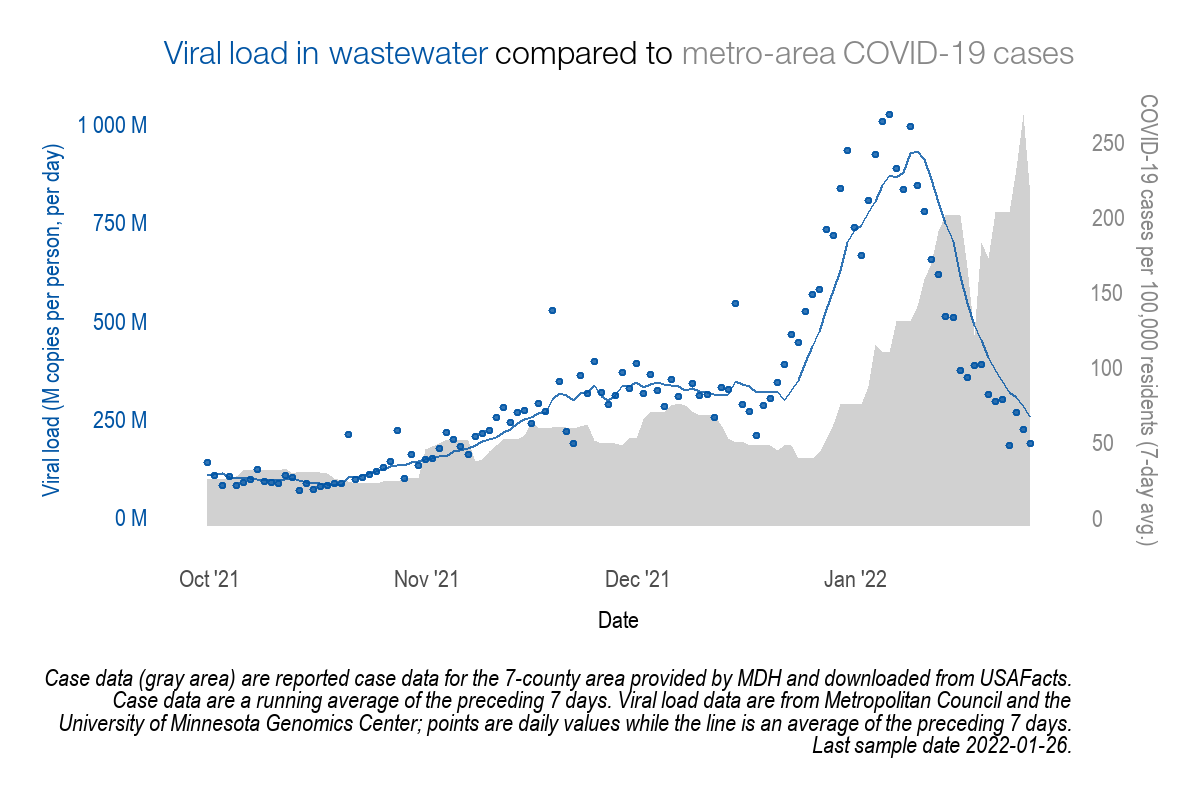 Viral load in wastewater compared to metro-area COVID-19 cases
Viral load (M copies per person, per day)
1 000 M
750 M
500 M
250 M
0 M
COVID-19 cases per 100,000 residents (7-day avg.)
250
200
150
100
50
0
Oct '21
Nov '21
Dec '21
Jan '22
Date
Case data (gray area) are reported case data for the 7-county area provided by MDH and downloaded from USAFacts.
Case data are a running average of the preceding 7 days. Viral load data are from Metropolitan Council and the
University of Minnesota Genomics Center; points are daily values while the line is an average of the preceding 7 days.
Last sample date 2022-01-26.